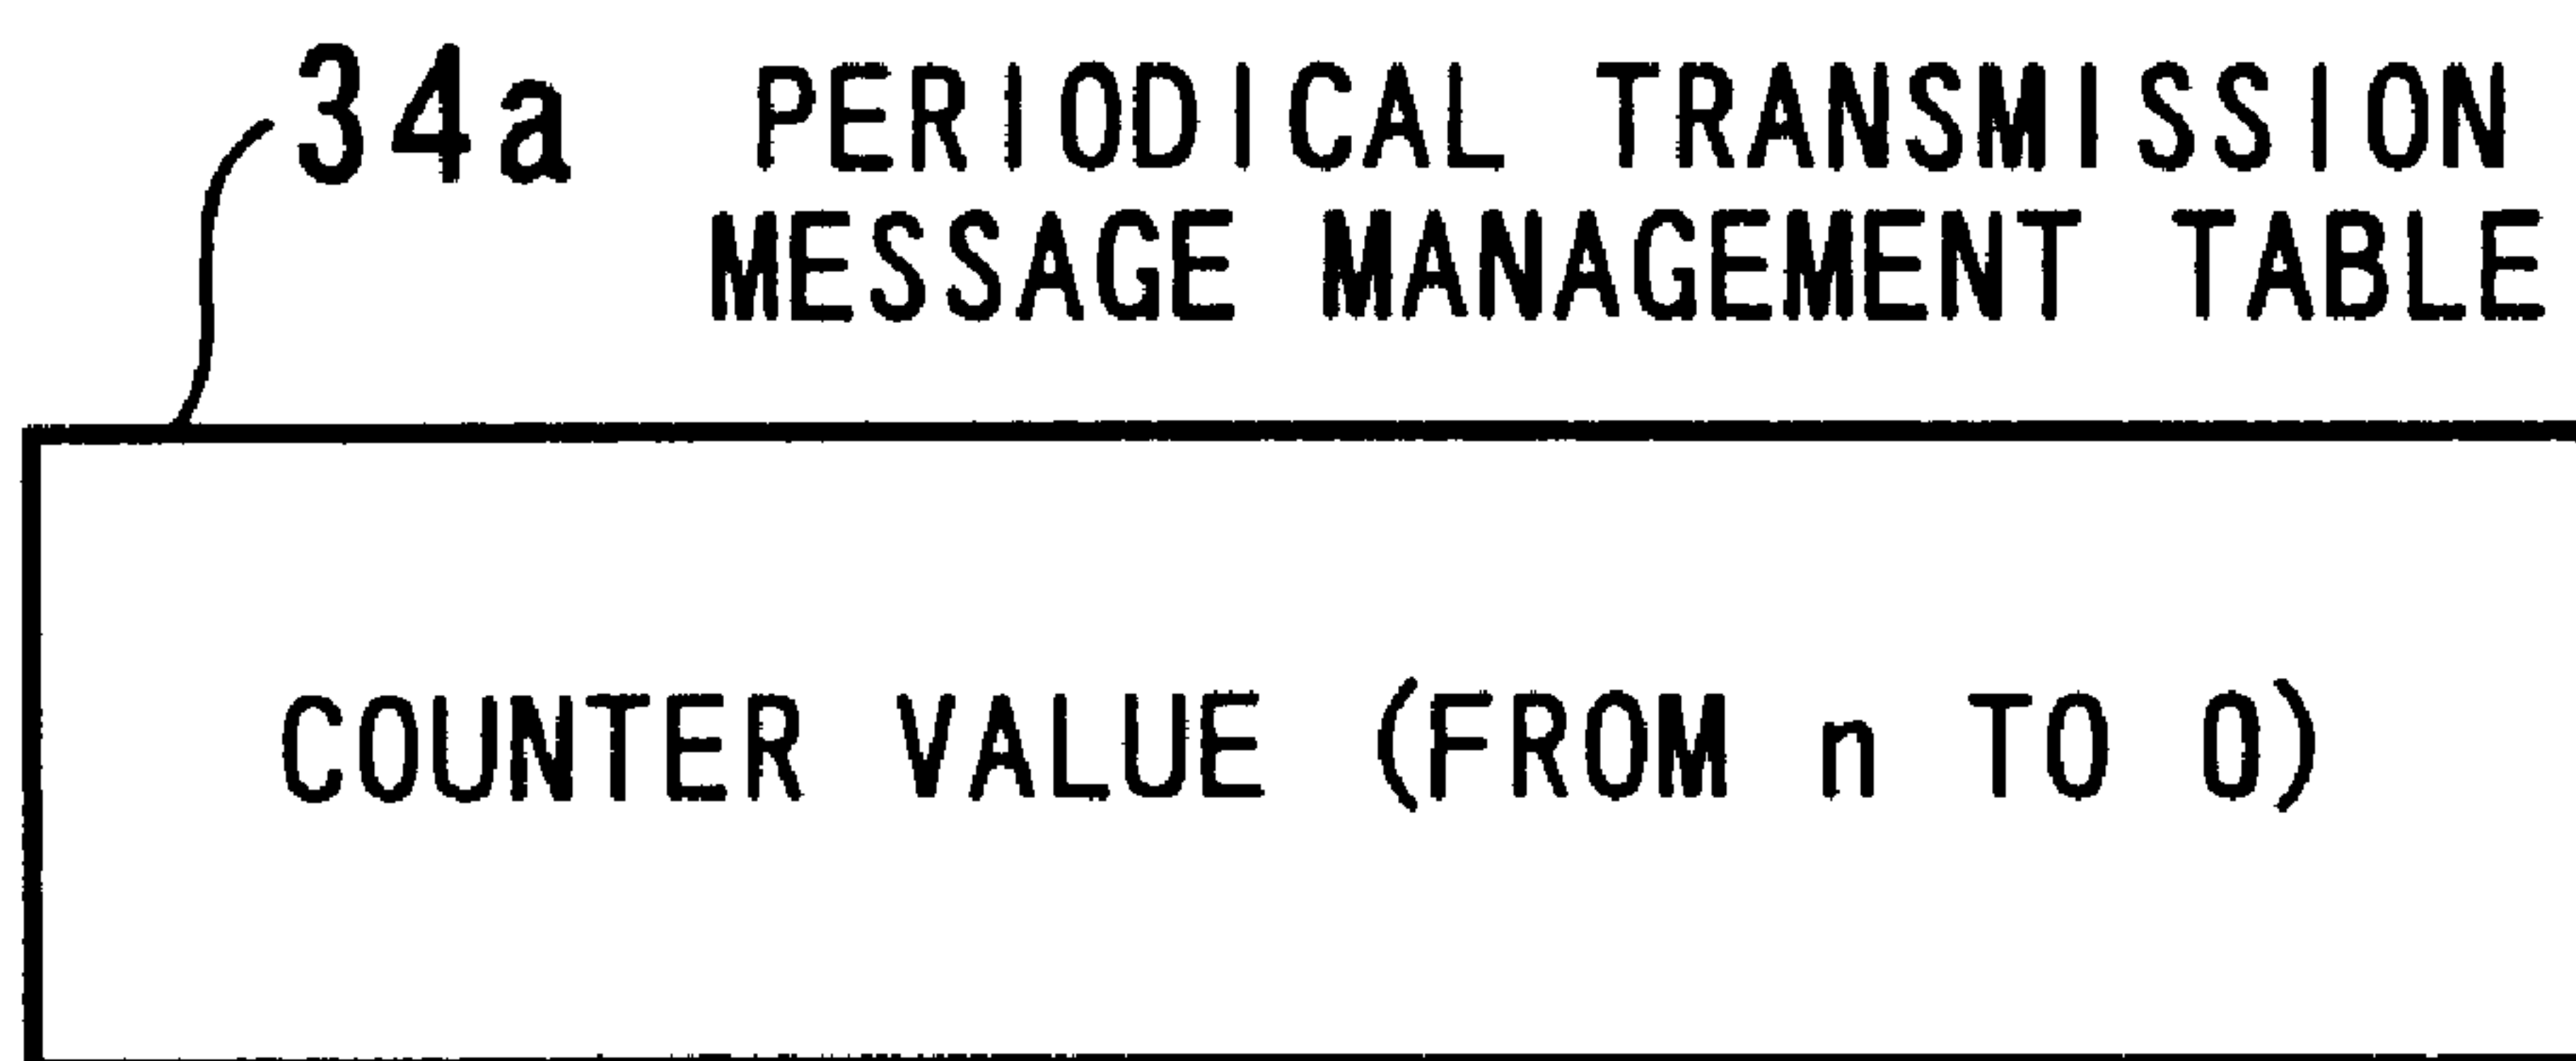 34a PERIODICAL TRANSMISSION
MESSAGE MANAGEMENT TABLE
COUNTER VALUE (FROM n TO 0)